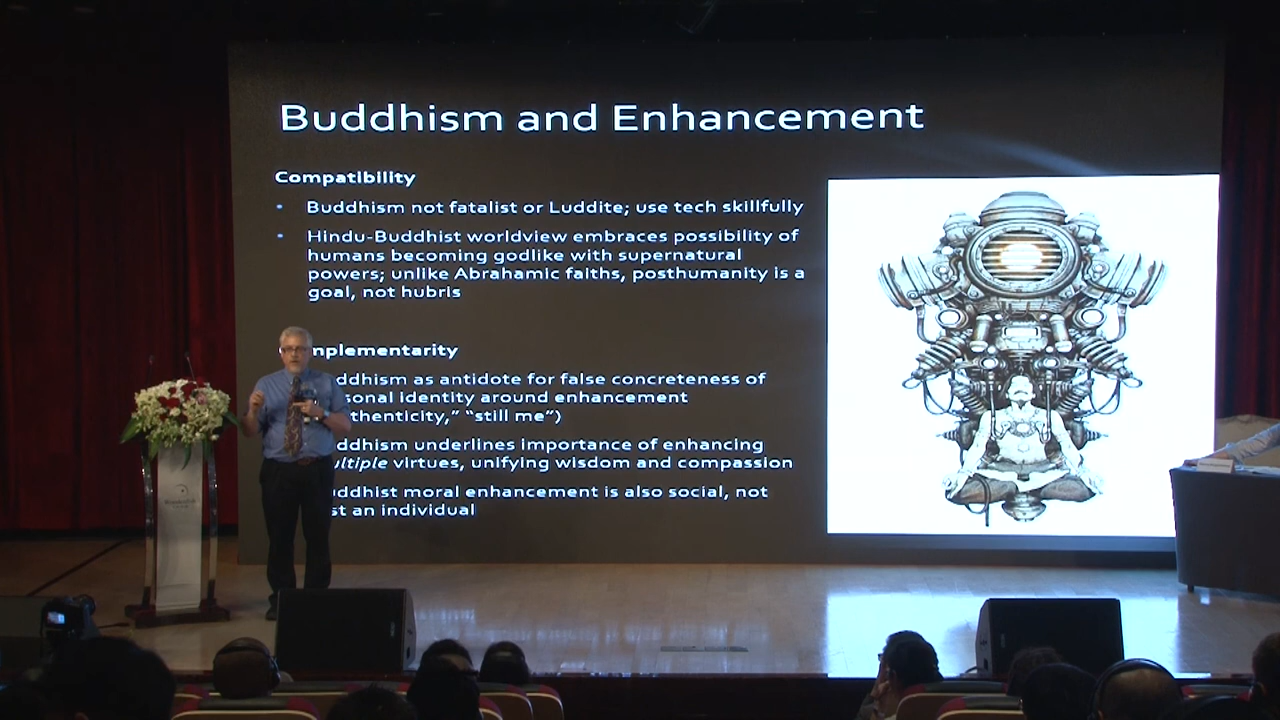 Buddhism and Enhancement
Compatibility
• Buddhism not fatalist or Luddite; use tech skillfully
• Hindu-Buddhist worldview embraces possibility of
humans becoming godlike with supernatural
powers; unlike Abrahamic faiths, posthumanity is a
goal, not hubris
mplementarity
ddhism as antidote for false concreteness of
sonal identity around enhancement
thenticity,” “still me”)
ddhism underlines importance of enhancing
ultiple virtues, unifying wisdom and compassion
uddhist moral enhancement is also social, not
st an individual